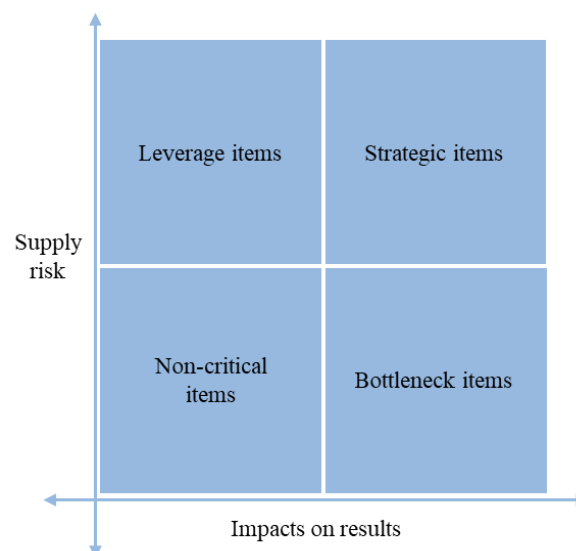 Leverage items
Strategic items
Supply
risk
Non-critical
items
Bottleneck items
Impacts on results